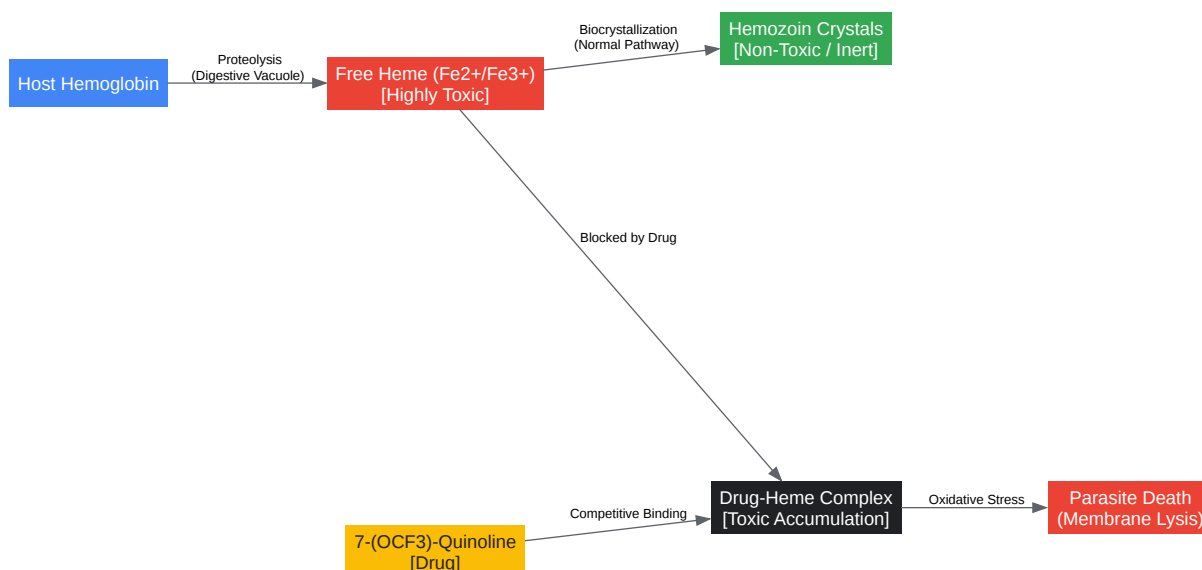 Host Hemoglobin
Proteolysis
(Digestive Vacuole)
Free Heme (Fe2+/Fe3+)
[Highly Toxic]
Biocrystallization
(Normal Pathway)
Hemozoin Crystals
[Non-Toxic / Inert]
Blocked by Drug
7-(OCF3)-Quinoline
[Drug]
Competitive Binding
Drug-Heme Complex
[Toxic Accumulation]
Oxidative Stress
Parasite Death
(Membrane Lysis)